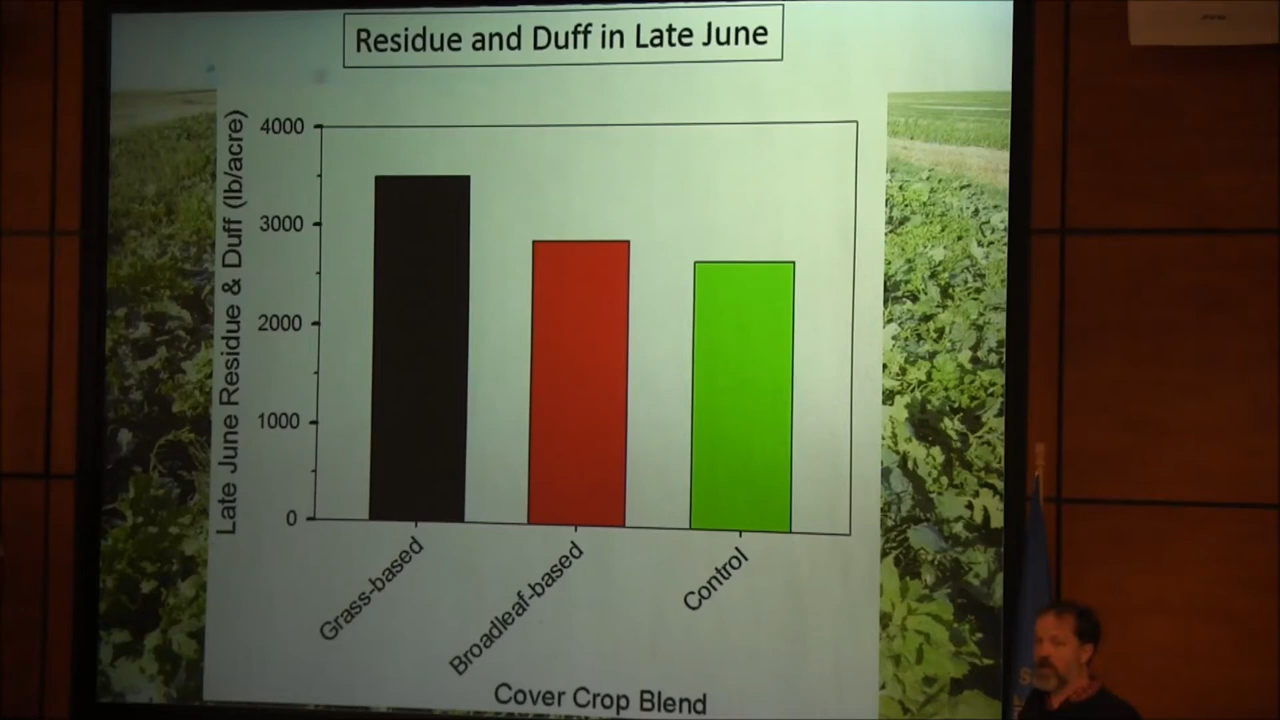 Residue and Duff in Late June
Late June Residue & Duff (lb/acre)
4000
3000
2000
1000
0
Grass-based
Broadleaf-based
Control
Cover Crop Blend